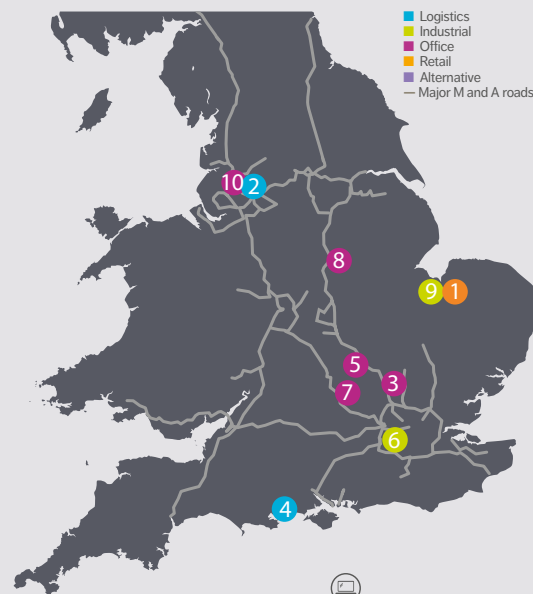 Logistics
Industrial
Office
Retail
Alternative
Major M and A roads
10
2
8
9
1
5
3
7
6
4